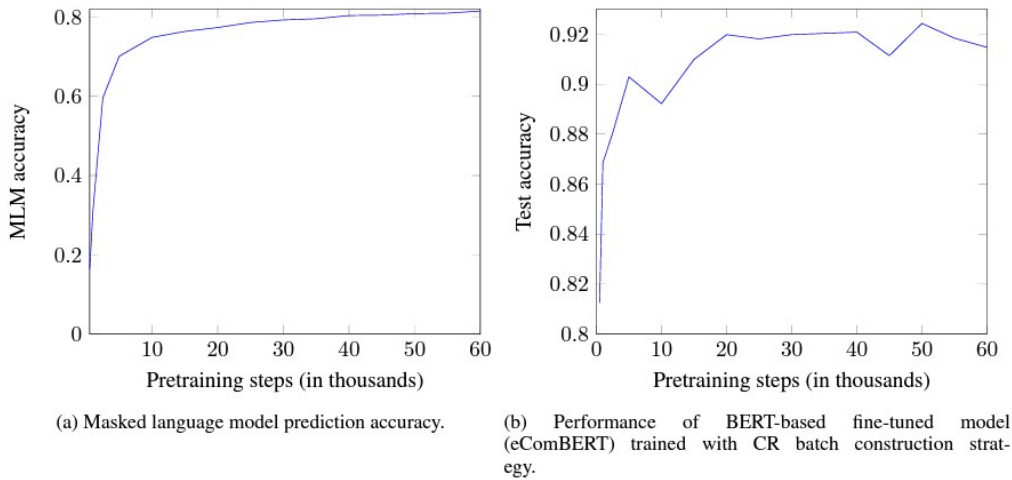 0.8
0.6
0.4
0.2
0
MLM accuracy
10 20 30 40 50 60
Pretraining steps (in thousands)
(a) Masked language model prediction accuracy.
0.92
0.9
0.88
0.86
0.84
0.82
0.8
Test accuracy
0 10 20 30 40 50 60
Pretraining steps (in thousands)
(b) Performance of BERT-based fine-tuned model
(eComBERT) trained with CR batch construction strat-
egy.